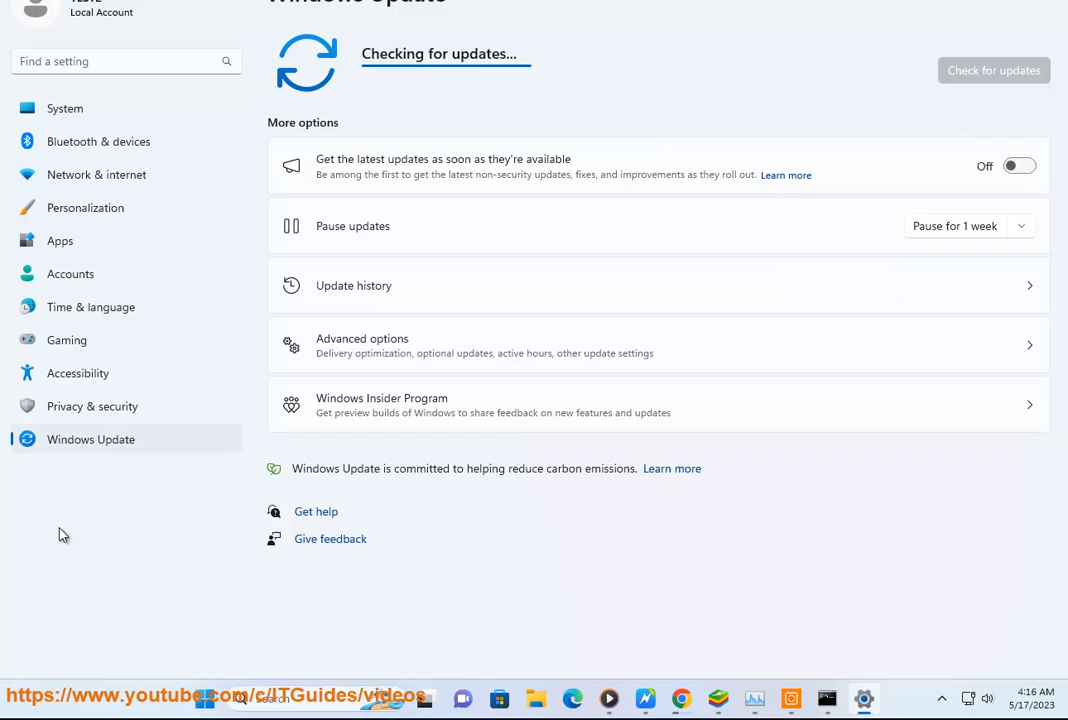 Windows Update
Local Account
Find a setting
Checking for updates...
Check for updates
System
Bluetooth & devices
Network & internet
Personalization
Apps
Accounts
Time & language
Gaming
Accessibility
Privacy & security
Windows Update
More options
Get the latest updates as soon as they're available
Be among the first to get the latest non-security updates, fixes, and improvements as they roll out. Learn more
Off
Pause updates
Pause for 1 week
Update history
Advanced options
Delivery optimization, optional updates, active hours, other update settings
Windows Insider Program
Get preview builds of Windows to share feedback on new features and updates
Windows Update is committed to helping reduce carbon emissions. Learn more
Get help
Give feedback
https://www.youtube.com/c/ITGuides/videos
Search
4:16 AM
5/17/2023